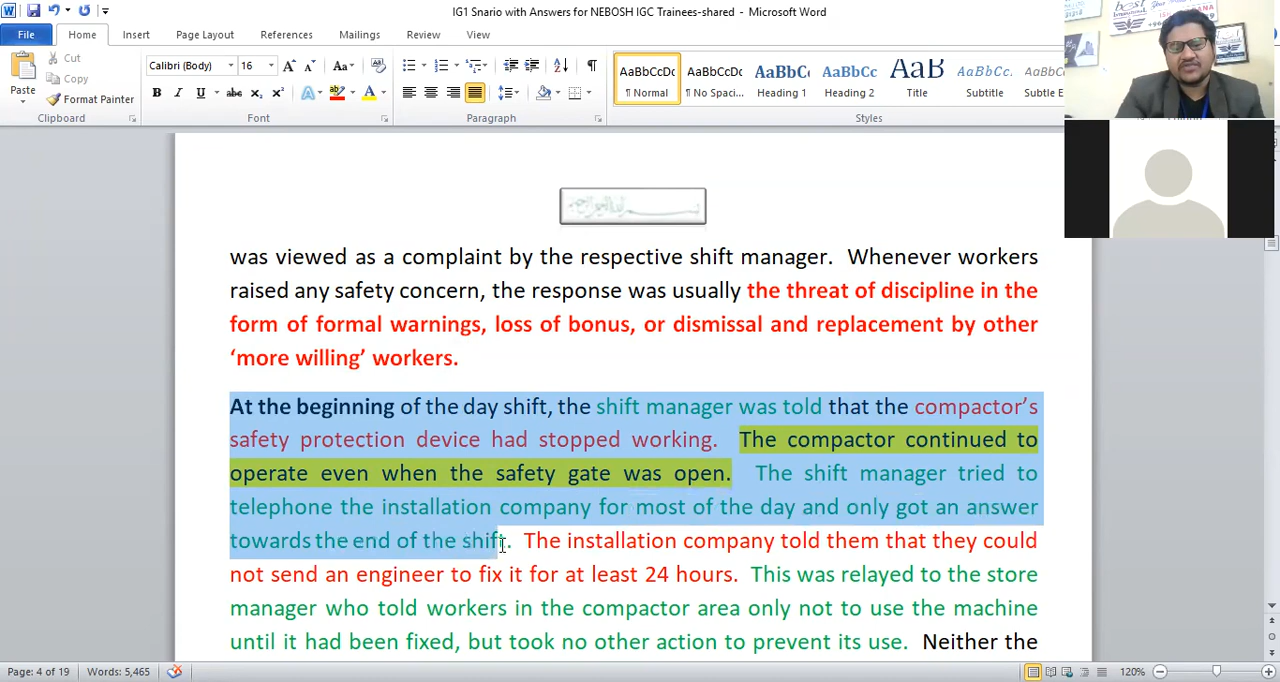 IG1 Snario with Answers for NEBOSH IGC Trainees-shared - Microsoft Word
File Home Insert Page Layout References Mailings Review View
Cut
Copy
Format Painter
Paste
Calibri (Body) 16
AaBbCcDc AaBbCcDc AaBbC( AaBbCc AaB AaBbCc. AaBbCc
¶ Normal ¶ No Spaci... Heading 1 Heading 2 Title Subtitle Subtle E
Clipboard Font Paragraph Styles
بسم الله الرحمن الرحيم
was viewed as a complaint by the respective shift manager. Whenever workers
raised any safety concern, the response was usually the threat of discipline in the
form of formal warnings, loss of bonus, or dismissal and replacement by other
‘more willing’ workers.
At the beginning of the day shift, the shift manager was told that the compactor’s
safety protection device had stopped working. The compactor continued to
operate even when the safety gate was open. The shift manager tried to
telephone the installation company for most of the day and only got an answer
towards the end of the shift. The installation company told them that they could
not send an engineer to fix it for at least 24 hours. This was relayed to the store
manager who told workers in the compactor area only not to use the machine
until it had been fixed, but took no other action to prevent its use. Neither the
Page: 4 of 19 Words: 5,465 120%